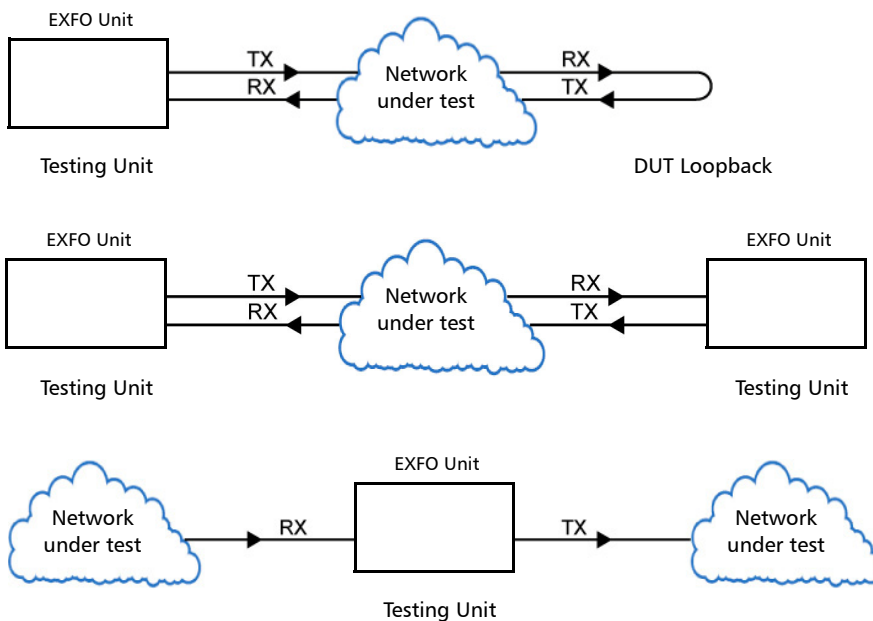 EXFO Unit
TX
RX
Network
under test
RX
TX
Testing Unit
DUT Loopback
EXFO Unit
EXFO Unit
TX
RX
Network
under test
RX
TX
Testing Unit
Testing Unit
EXFO Unit
Network
under test
RX
TX
Network
under test
Testing Unit